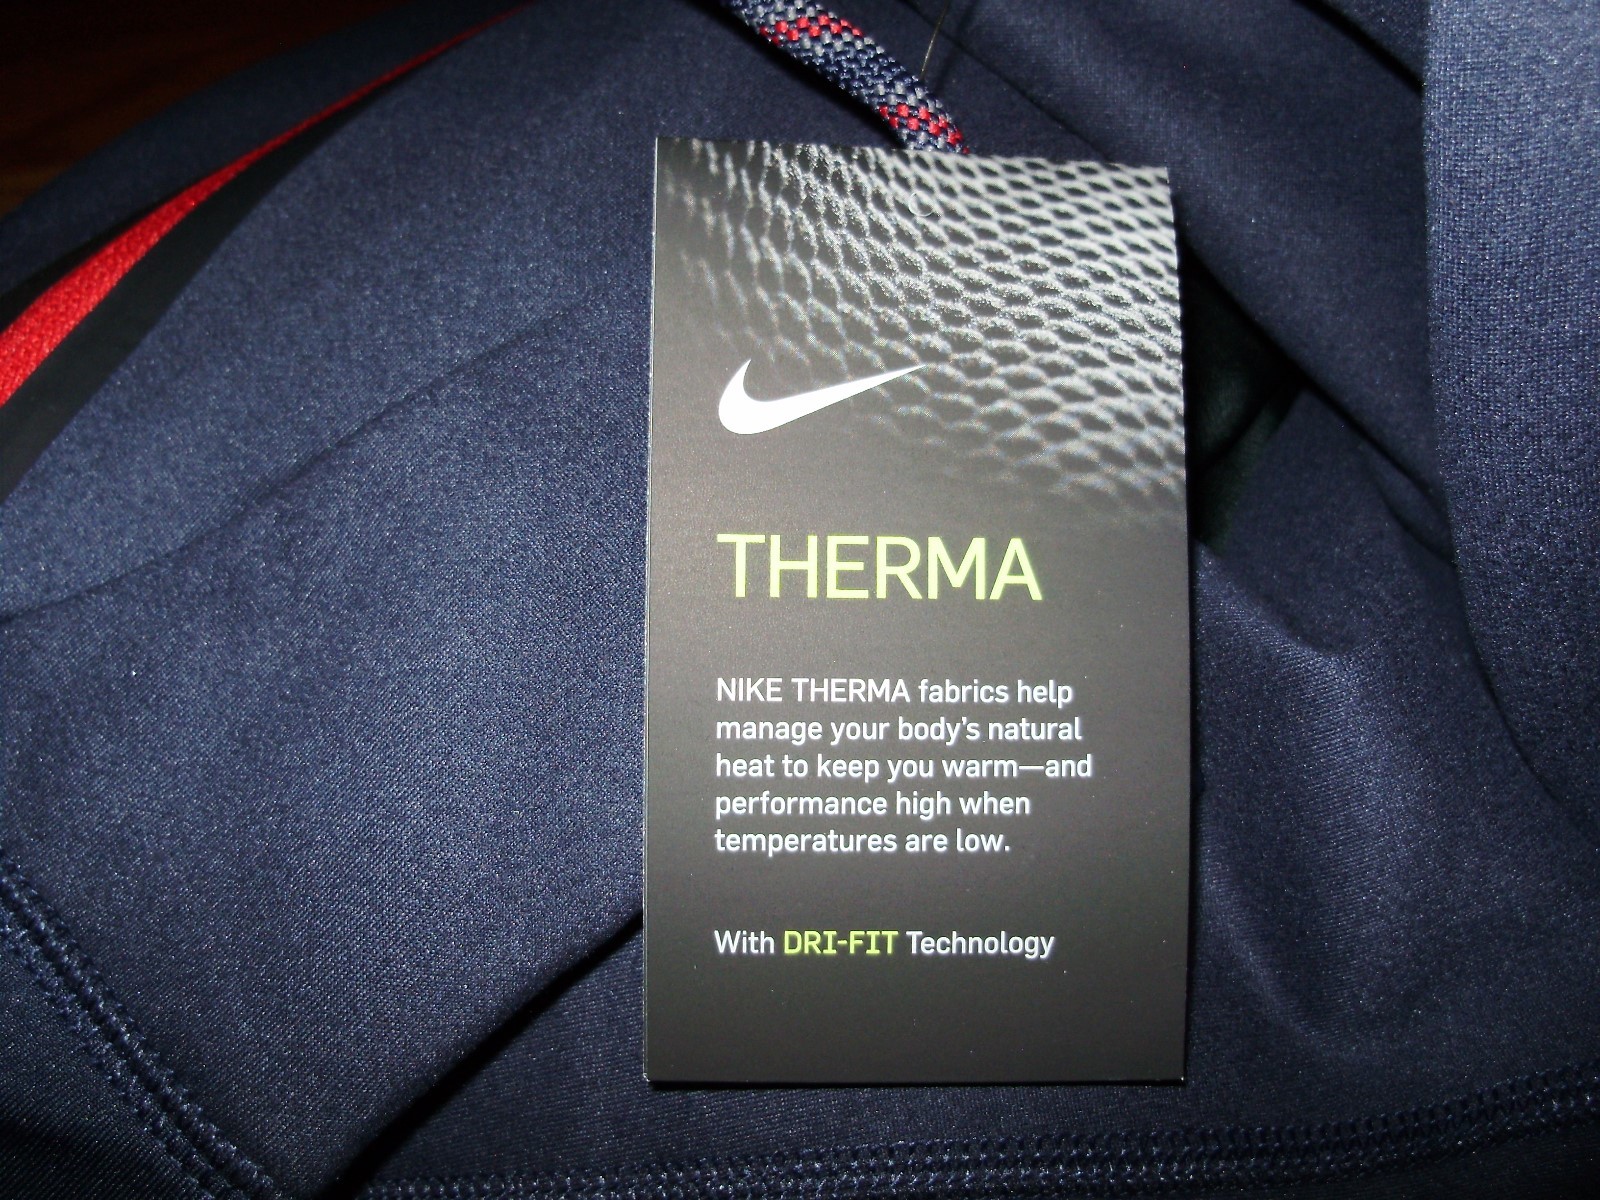 THERMA
NIKE THERMA fabrics help
manage your body's natural
heat to keep you warm—and
performance high when
temperatures are low.
With DRI-FIT Technology